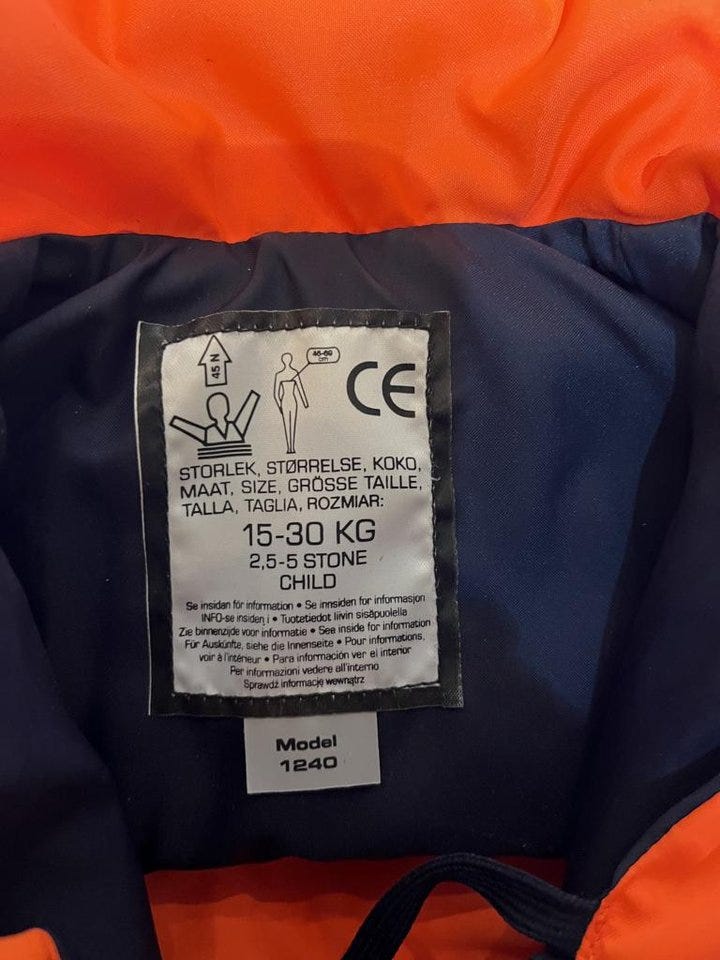 45 N
46-69
cm
CE
STORLEK, STØRRELSE, KOKO,
MAAT, SIZE, GRÖSSE TAILLE,
TALLA, TAGLIA, ROZMIAR:
15-30 KG
2,5-5 STONE
CHILD
Se insidan för information • Se innsiden for informasjon
INFO-se insiden i • Tuotetiedot liivin sisäpuolella
Zie binnenzijde voor informatie • See inside for information
Für Auskünfte, siehe die Innenseite • Pour informations,
voir à l'intérieur • Para información ver el interior
Per informazioni vedere all'interno
Sprawdź informację wewnątrz
Model
1240